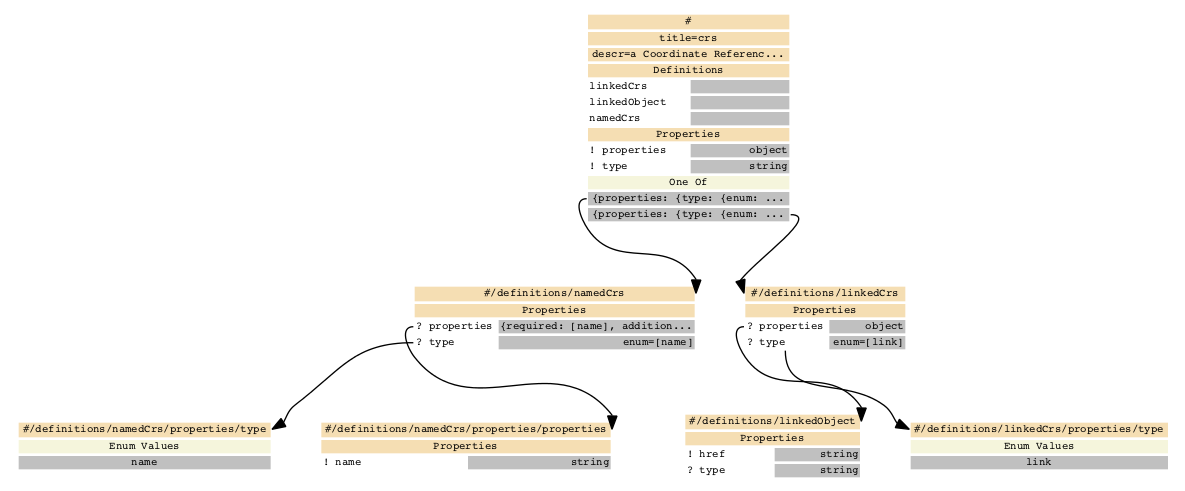 #
title=crs
descr=a Coordinate Referenc...
Definitions
linkedCrs
linkedObject
namedCrs
Properties
! properties object
! type string
One Of
{properties: {type: {enum: ...
{properties: {type: {enum: ...
#/definitions/namedCrs
Properties
? properties {required: [name], addition...
? type enum=[name]
#/definitions/linkedCrs
Properties
? properties object
? type enum=[link]
#/definitions/namedCrs/properties/type
Enum Values
name
#/definitions/namedCrs/properties/properties
Properties
! name string
#/definitions/linkedObject
Properties
! href string
? type string
#/definitions/linkedCrs/properties/type
Enum Values
link